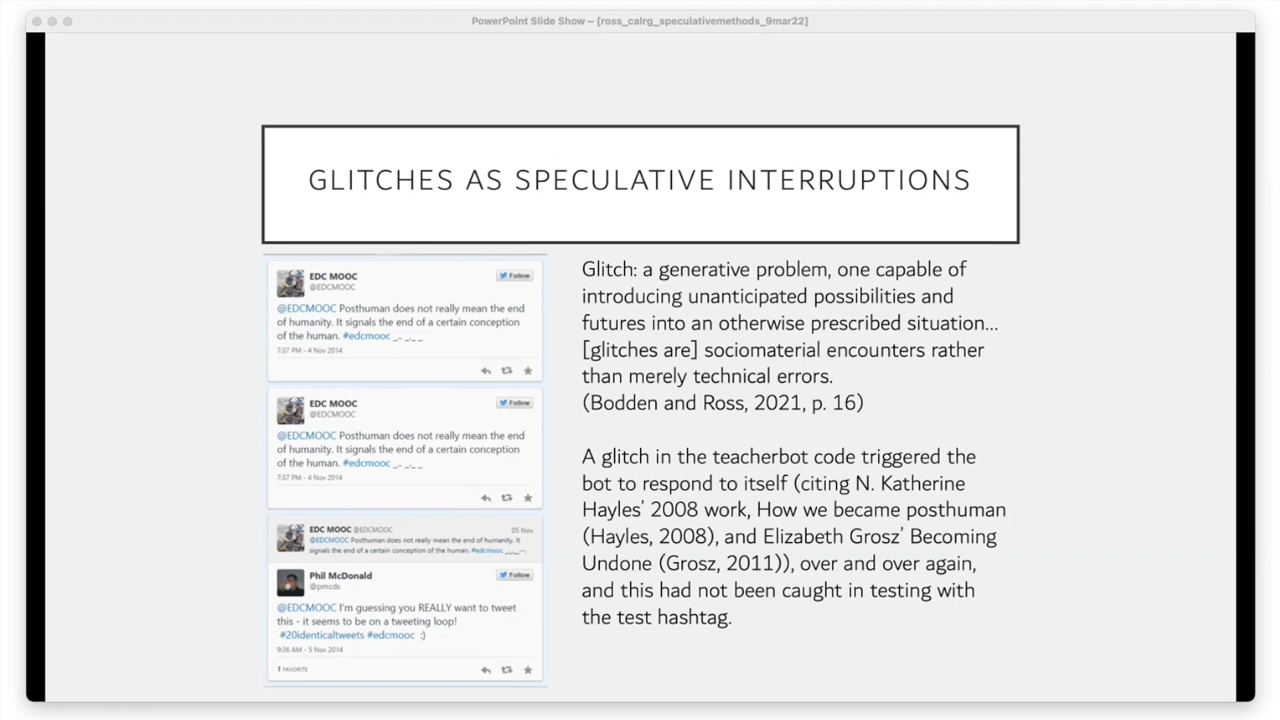 PowerPoint Slide Show – [ross_calrg_speculativemethods_9mar22]
GLITCHES AS SPECULATIVE INTERRUPTIONS
EDC MOOC
@EDCMOOC
Follow
@EDCMOOC Posthuman does not really mean the end
of humanity. It signals the end of a certain conception
of the human. #edcmooc _.- _._._
7:37 PM - 4 Nov 2014
EDC MOOC
@EDCMOOC
Follow
@EDCMOOC Posthuman does not really mean the end
of humanity. It signals the end of a certain conception
of the human. #edcmooc _.- _._._
7:37 PM - 4 Nov 2014
EDC MOOC @EDCMOOC 05 Nov
@EDCMOOC Posthuman does not really mean the end of humanity. It
signals the end of a certain conception of the human. #edcmooc
Phil McDonald
@pmcds
Follow
@EDCMOOC I'm guessing you REALLY want to tweet
this - it seems to be on a tweeting loop!
#20identicaltweets #edcmooc :)
9:36 AM - 5 Nov 2014
1 FAVORITE
Glitch: a generative problem, one capable of
introducing unanticipated possibilities and
futures into an otherwise prescribed situation…
[glitches are] sociomaterial encounters rather
than merely technical errors.
(Bodden and Ross, 2021, p. 16)
A glitch in the teacherbot code triggered the
bot to respond to itself (citing N. Katherine
Hayles’ 2008 work, How we became posthuman
(Hayles, 2008), and Elizabeth Grosz’ Becoming
Undone (Grosz, 2011)), over and over again,
and this had not been caught in testing with
the test hashtag.